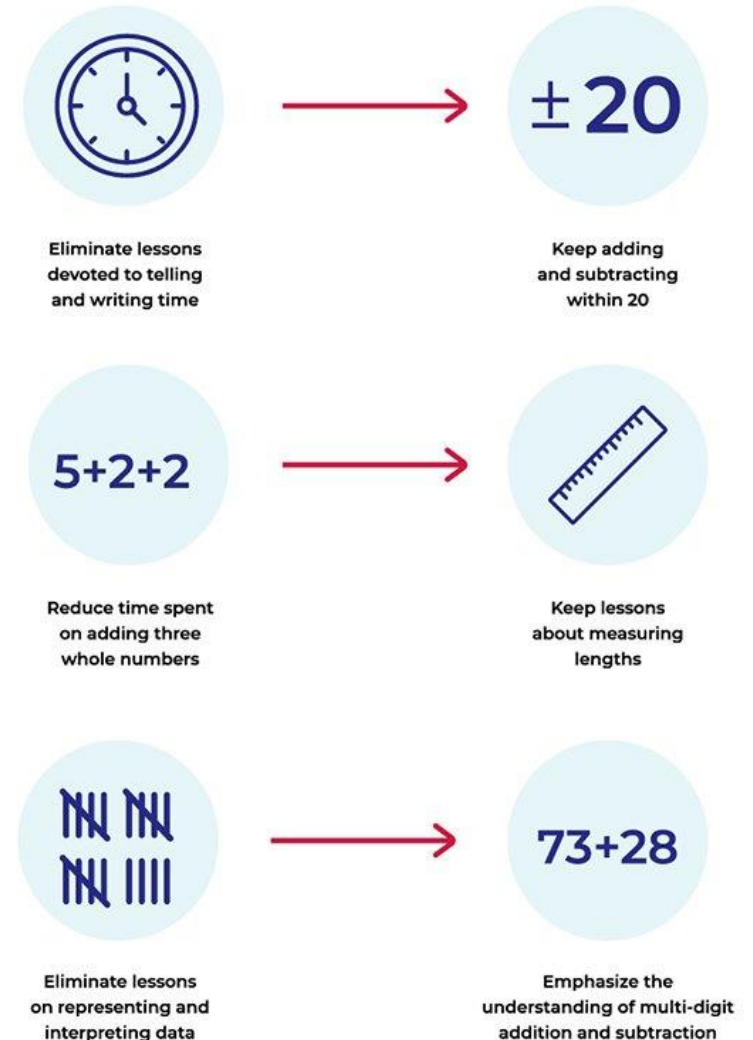 ± 20
Eliminate lessons
devoted to telling
and writing time
Keep adding
and subtracting
within 20
5+2+2
Reduce time spent
on adding three
whole numbers
Keep lessons
about measuring
lengths
73+28
Eliminate lessons
on representing and
interpreting data
Emphasize the
understanding of multi-digit
addition and subtraction